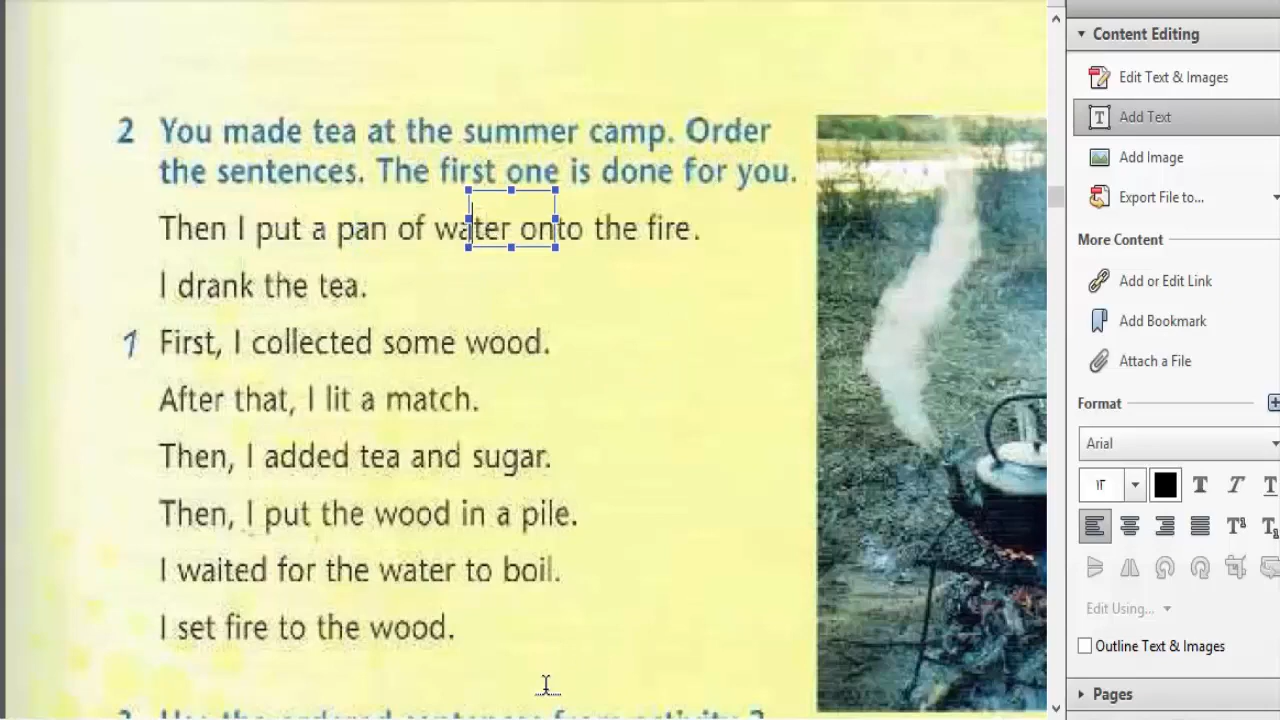 2 You made tea at the summer camp. Order
the sentences. The first one is done for you.
Then I put a pan of water onto the fire.
I drank the tea.
1 First, I collected some wood.
After that, I lit a match.
Then, I added tea and sugar.
Then, I put the wood in a pile.
I waited for the water to boil.
I set fire to the wood.
Content Editing
Edit Text & Images
Add Text
Add Image
Export File to...
More Content
Add or Edit Link
Add Bookmark
Attach a File
Format
Arial
١٢
Edit Using...
Outline Text & Images
Pages